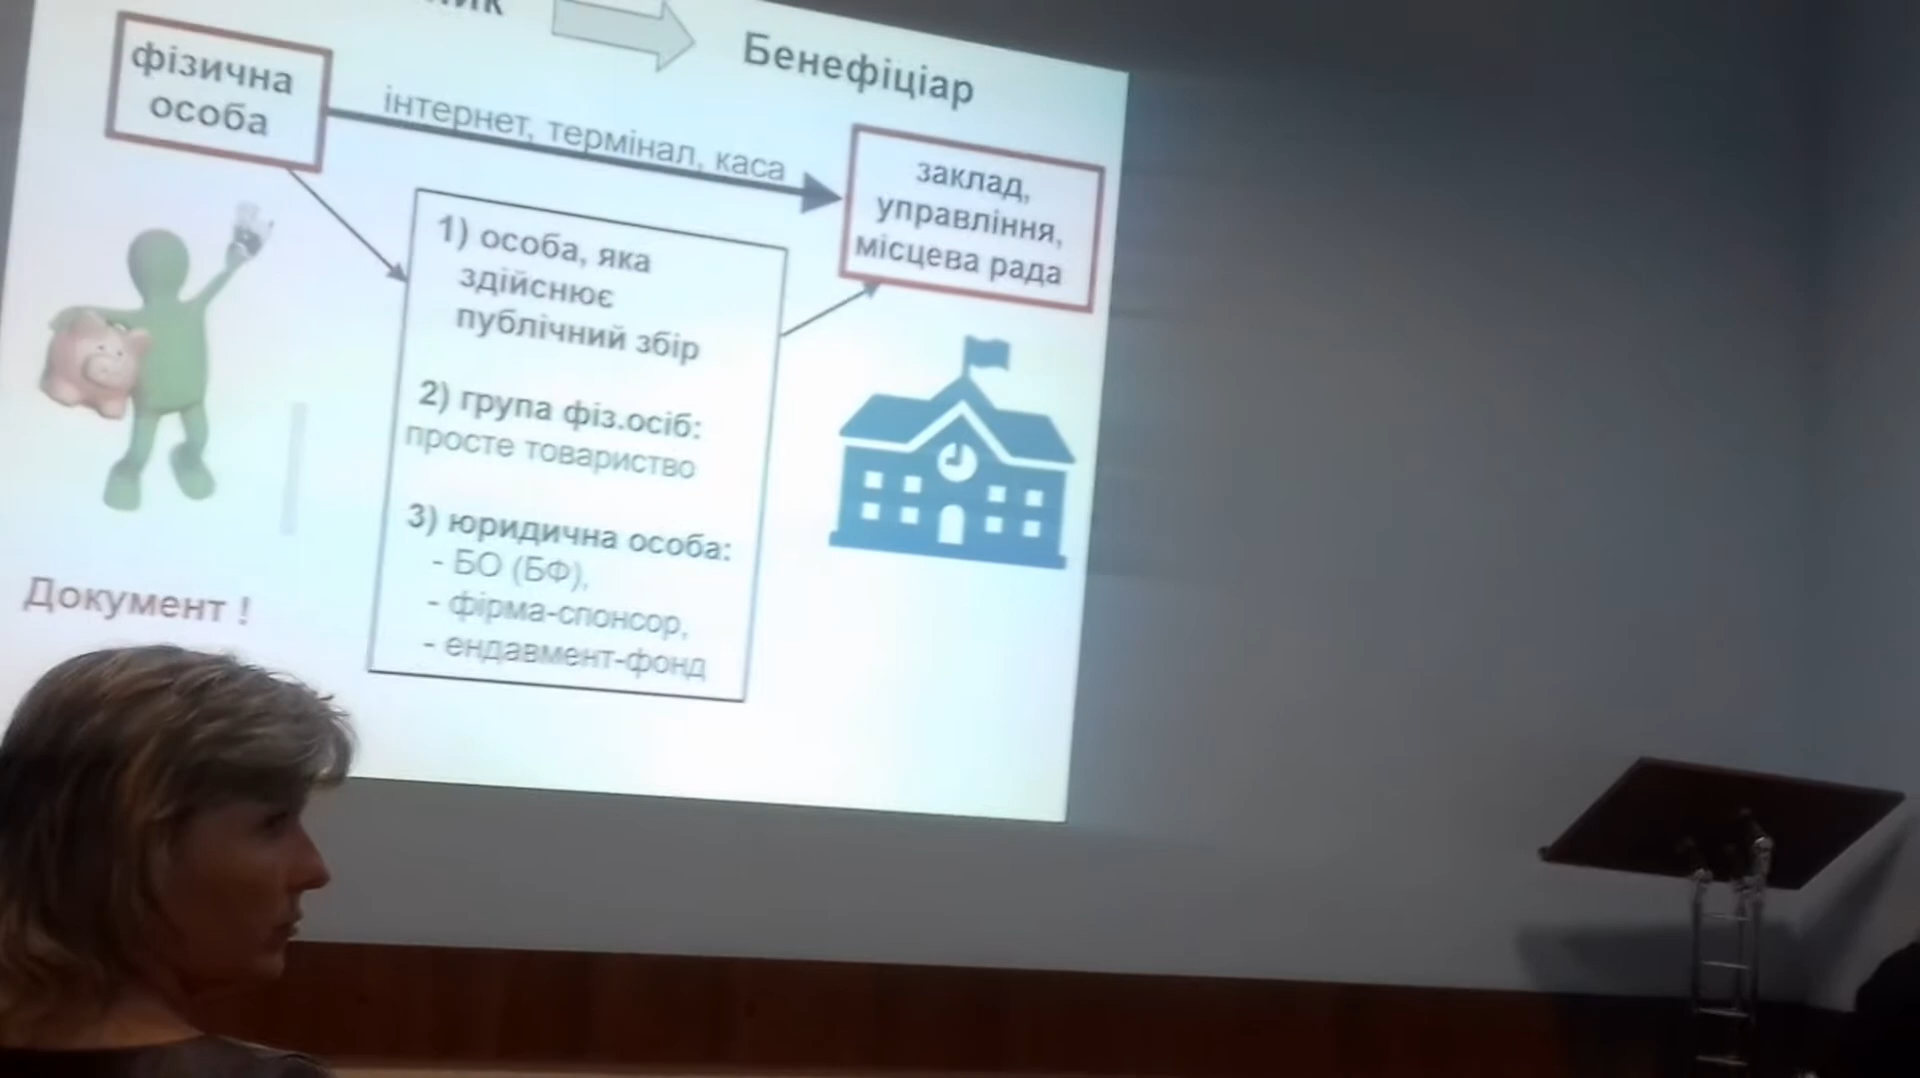 Бенефіціар
фізична
особа
інтернет, термінал, каса
заклад,
управління,
місцева рада
1) особа, яка
здійснює
публічний збір
2) група фіз.осіб:
просте товариство
3) юридична особа:
- БО (БФ),
- фірма-спонсор,
- ендавмент-фонд
Документ !